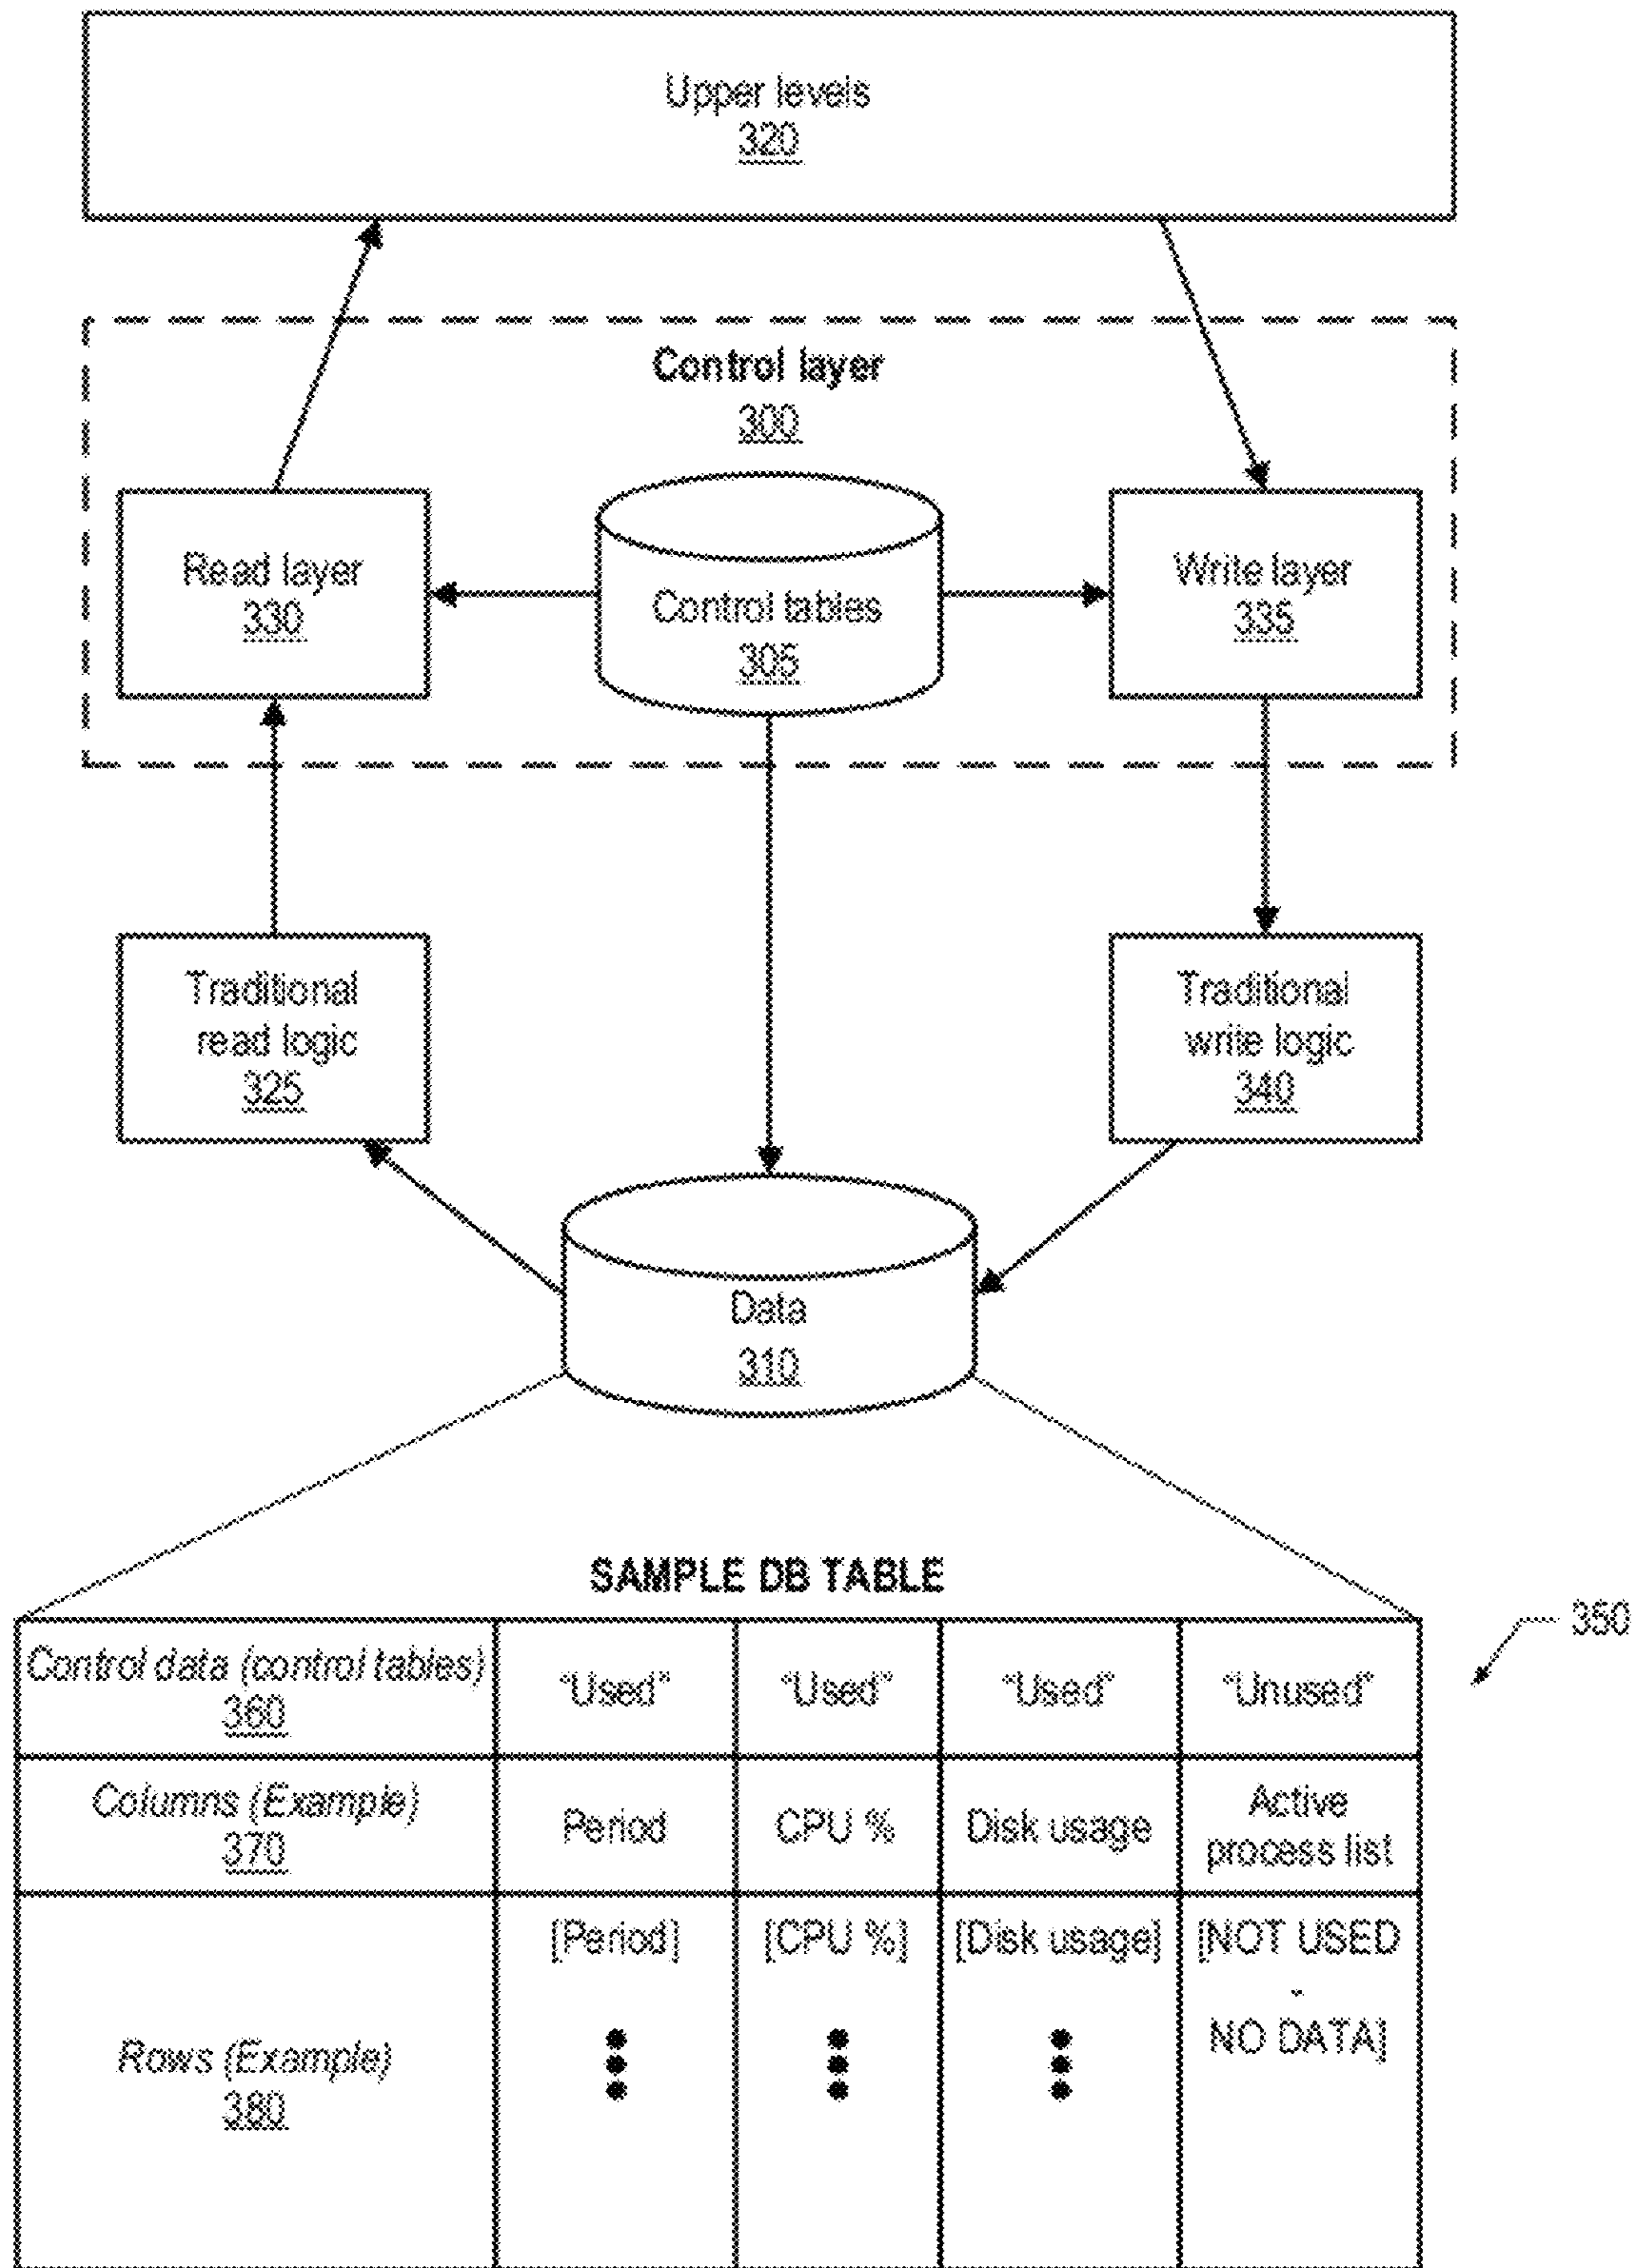 Upper levels
320
Control layer
300
Read layer
330
Control tables
305
Write layer
335
Traditional
read logic
325
Traditional
write logic
340
Data
310
SAMPLE DB TABLE
350
Control data (control tables)
360
“Used”
“Used”
“Used”
“Unused”
Columns (Example)
370
Period
CPU %
Disk usage
Active
process list
Rows (Example)
380
[Period]
[CPU %]
[Disk usage]
[NOT USED
-
NO DATA]